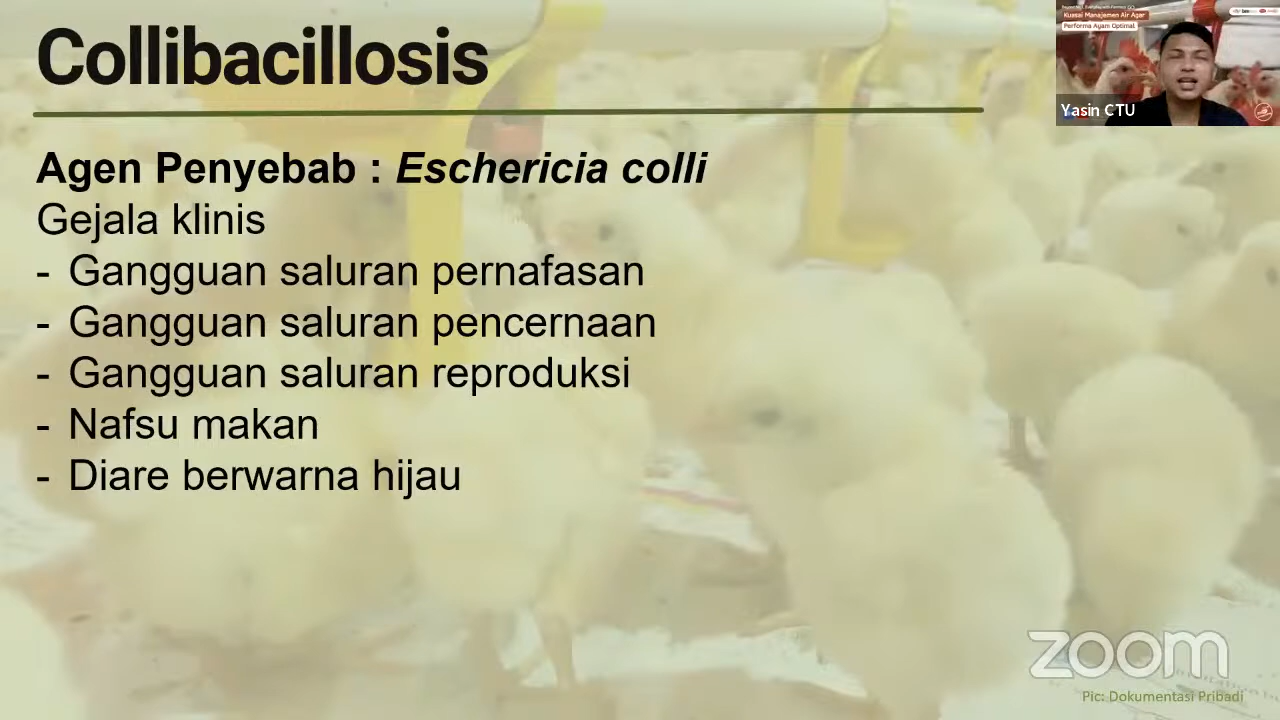 Collibacillosis
Kuasai Manajemen Air Agar
Performa Ayam Optimal
Yasin CTU
Agen Penyebab : Eschericia colli
Gejala klinis
- Gangguan saluran pernafasan
- Gangguan saluran pencernaan
- Gangguan saluran reproduksi
- Nafsu makan
- Diare berwarna hijau
zoom
Pic: Dokumentasi Pribadi